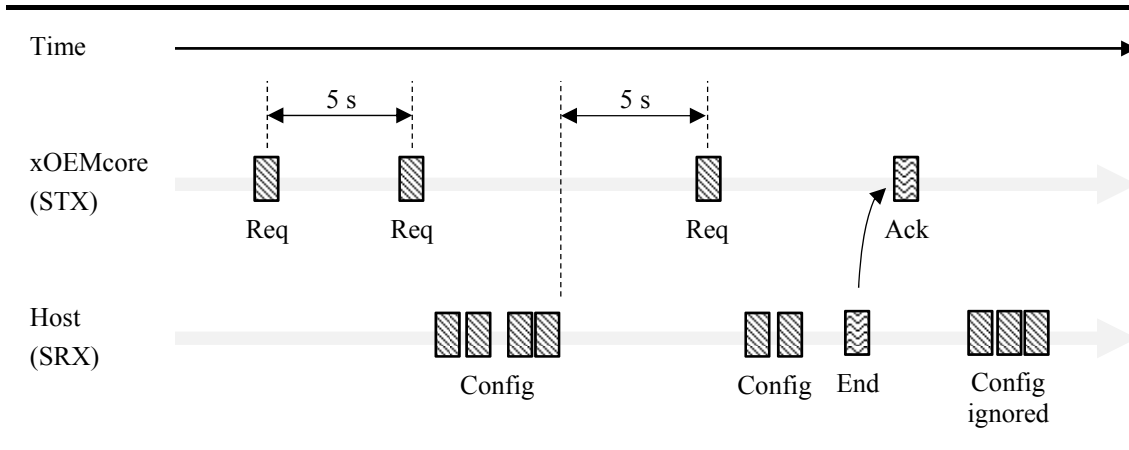 Time
5 s
5 s
xOEMcore
(STX)
Req
Req
Req
Ack
Host
(SRX)
Config
Config
End
Config
ignored